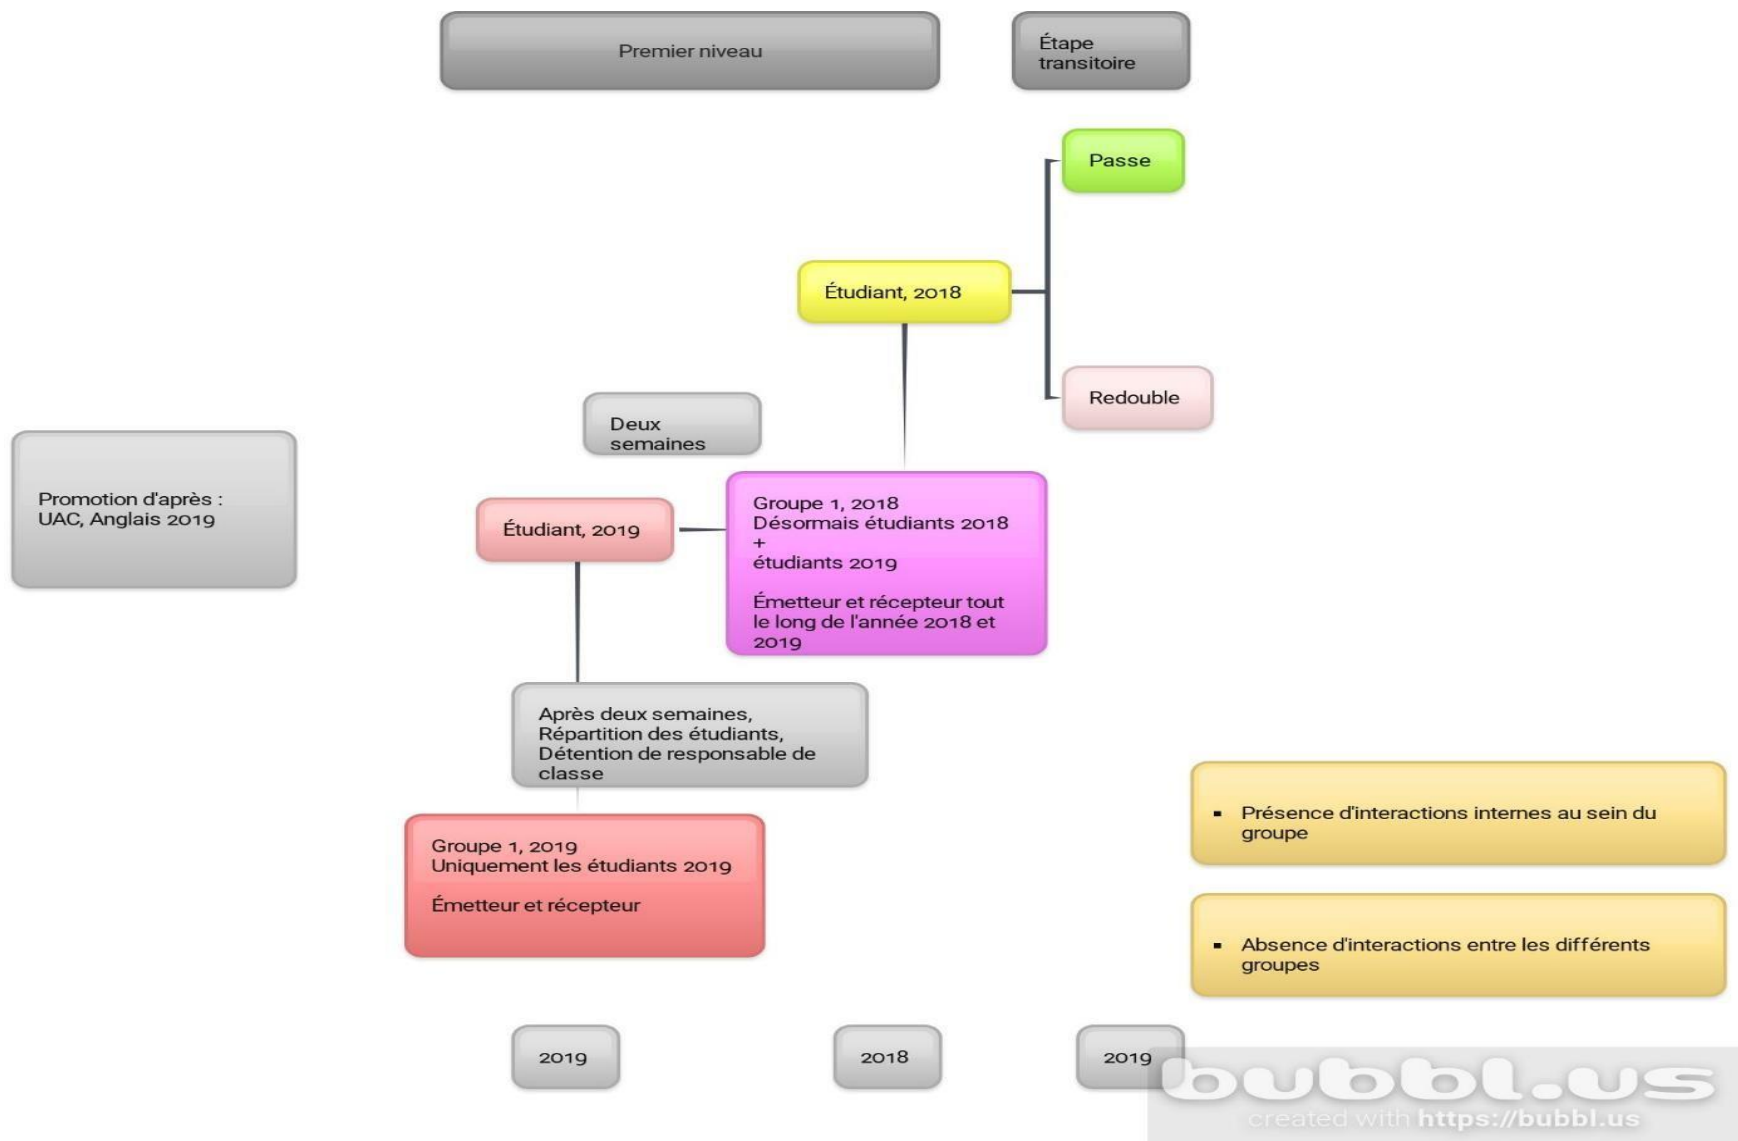 Premier niveau
Étape
transitoire
Passe
Étudiant, 2018
Redouble
Deux
semaines
Promotion d'après :
UAC, Anglais 2019
Étudiant, 2019
Groupe 1, 2018
Désormais étudiants 2018
+
étudiants 2019
Émetteur et récepteur tout
le long de l'année 2018 et
2019
Après deux semaines,
Répartition des étudiants,
Détention de responsable de
classe
Groupe 1, 2019
Uniquement les étudiants 2019
Émetteur et récepteur
▪ Présence d'interactions internes au sein du
groupe
▪ Absence d'interactions entre les différents
groupes
2019
2018
2019
bubbl.us
created with https://bubbl.us